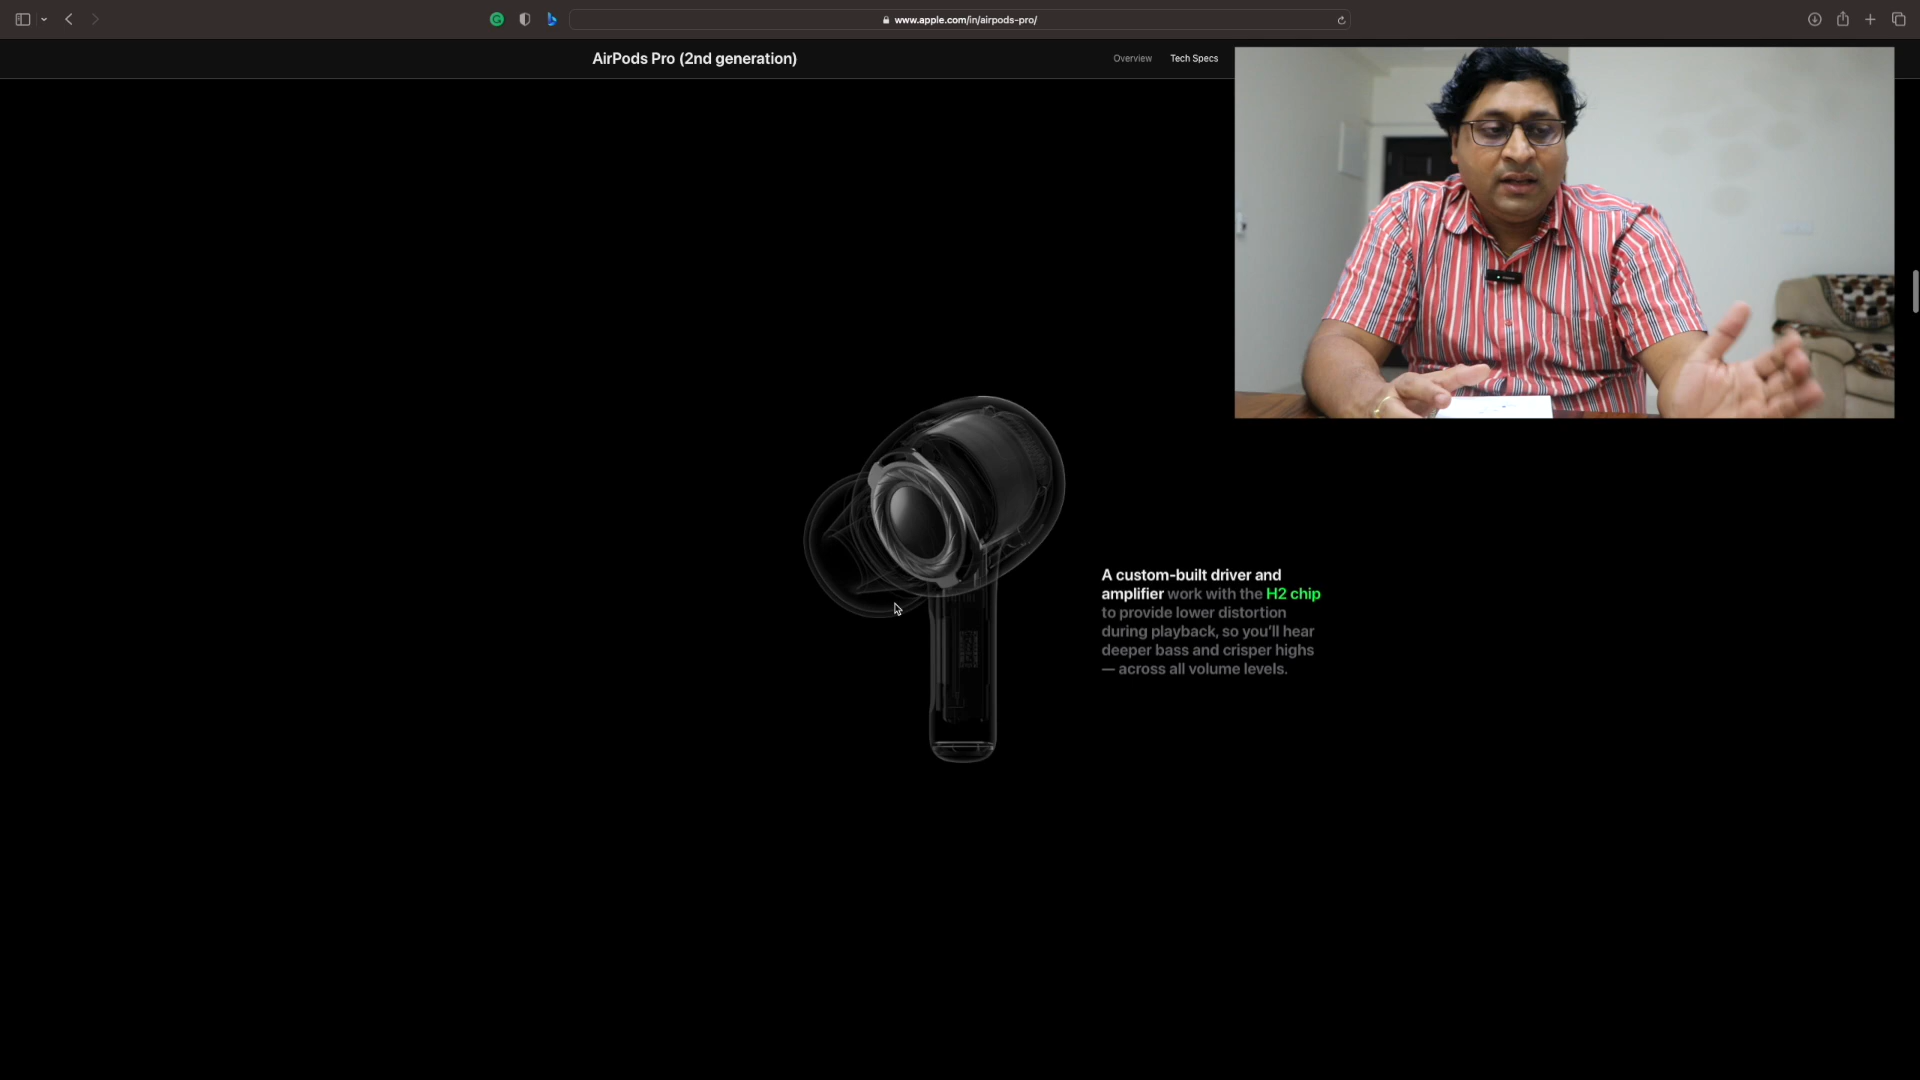 www.apple.com/in/airpods-pro/
AirPods Pro (2nd generation)
Overview
Tech Specs
A custom-built driver and
amplifier work with the H2 chip
to provide lower distortion
during playback, so you’ll hear
deeper bass and crisper highs
— across all volume levels.